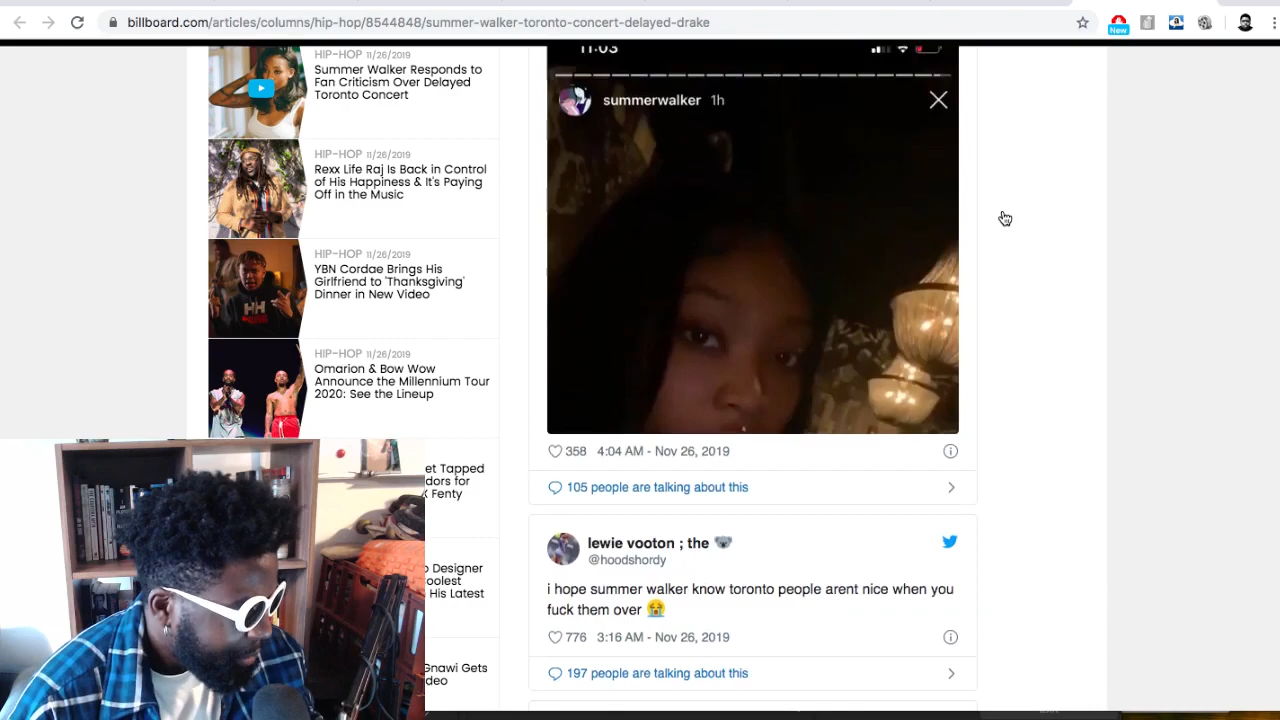 billboard.com/articles/columns/hip-hop/8544848/summer-walker-toronto-concert-delayed-drake
New
HIP-HOP 11/26/2019
Summer Walker Responds to
Fan Criticism Over Delayed
Toronto Concert
HIP-HOP 11/26/2019
Rexx Life Raj Is Back in Control
of His Happiness & It's Paying
Off in the Music
HIP-HOP 11/26/2019
YBN Cordae Brings His
Girlfriend to 'Thanksgiving'
Dinner in New Video
HH
HIP-HOP 11/26/2019
Omarion & Bow Wow
Announce the Millennium Tour
2020: See the Lineup
et Tapped
dors for
X Fenty
o Designer
oolest
His Latest
Gnawi Gets
deo
11:03
summerwalker 1h
358 4:04 AM - Nov 26, 2019
105 people are talking about this
lewie vooton ; the 🐨
@hoodshordy
i hope summer walker know toronto people arent nice when you
fuck them over 😭
776 3:16 AM - Nov 26, 2019
197 people are talking about this